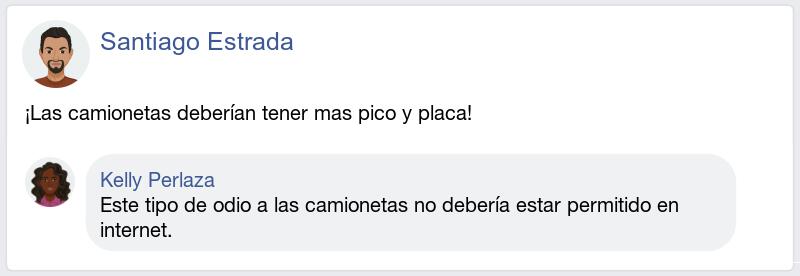 Santiago Estrada
¡Las camionetas deberían tener mas pico y placa!
Kelly Perlaza
Este tipo de odio a las camionetas no debería estar permitido en
internet.